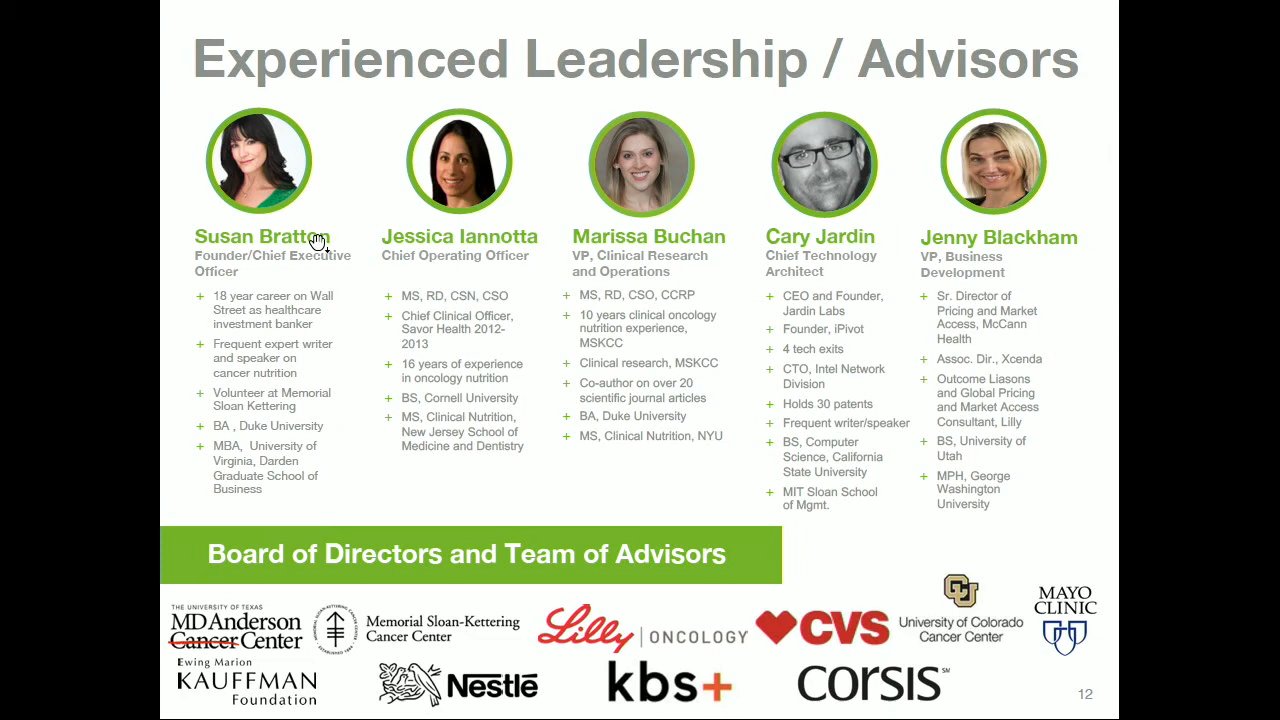 Experienced Leadership / Advisors
Susan Bratton
Founder/Chief Executive
Officer
+ 18 year career on Wall
Street as healthcare
investment banker
+ Frequent expert writer
and speaker on
cancer nutrition
+ Volunteer at Memorial
Sloan Kettering
+ BA , Duke University
+ MBA, University of
Virginia, Darden
Graduate School of
Business
Jessica Iannotta
Chief Operating Officer
+ MS, RD, CSN, CSO
+ Chief Clinical Officer,
Savor Health 2012-
2013
+ 16 years of experience
in oncology nutrition
+ BS, Cornell University
+ MS, Clinical Nutrition,
New Jersey School of
Medicine and Dentistry
Marissa Buchan
VP, Clinical Research
and Operations
+ MS, RD, CSO, CCRP
+ 10 years clinical oncology
nutrition experience,
MSKCC
+ Clinical research, MSKCC
+ Co-author on over 20
scientific journal articles
+ BA, Duke University
+ MS, Clinical Nutrition, NYU
Cary Jardin
Chief Technology
Architect
+ CEO and Founder,
Jardin Labs
+ Founder, iPivot
+ 4 tech exits
+ CTO, Intel Network
Division
+ Holds 30 patents
+ Frequent writer/speaker
+ BS, Computer
Science, California
State University
+ MIT Sloan School
of Mgmt.
Jenny Blackham
VP, Business
Development
+ Sr. Director of
Pricing and Market
Access, McCann
Health
+ Assoc. Dir., Xcenda
+ Outcome Liasons
and Global Pricing
and Market Access
Consultant, Lilly
+ BS, University of
Utah
+ MPH, George
Washington
University
Board of Directors and Team of Advisors
THE UNIVERSITY OF TEXAS
MD Anderson
Cancer Center
Memorial Sloan-Kettering
Cancer Center
Lilly | ONCOLOGY
CVS
CU
University of Colorado
Cancer Center
MAYO
CLINIC
Ewing Marion
KAUFFMAN
Foundation
Nestlé
kbs+
CORSIS SM
12